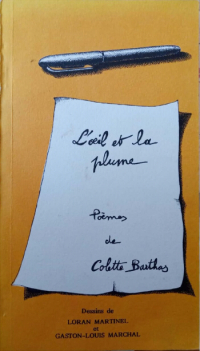 L'œil et la
plume
Poèmes
de
Colette Barthas
Dessins de
LORAN MARTINEL
et
GASTON-LOUIS MARCHAL